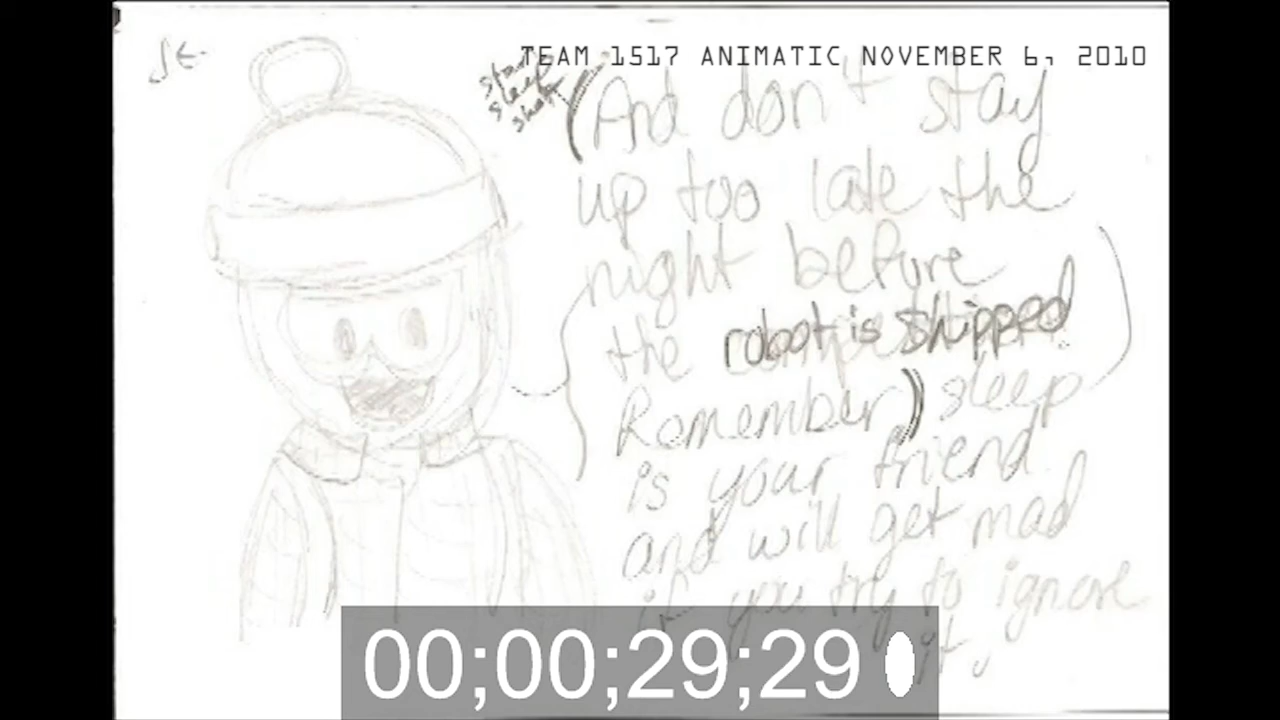 TEAM 1517 ANIMATIC NOVEMBER 6, 2010
(And don't stay
up too late the
night before
the robot is shipped
Remember) sleep
is your friend
and will get mad
if you try to ignore
it.
00;00;29;29